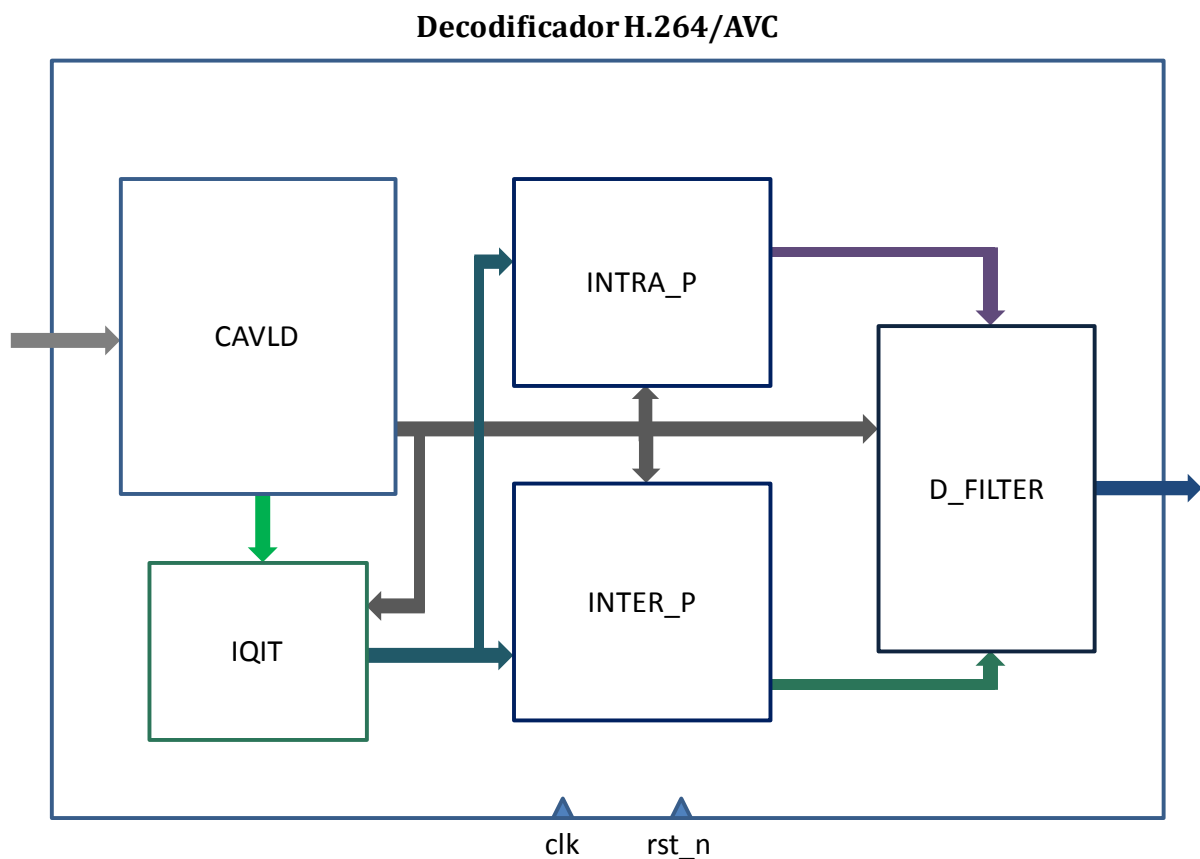 Decodificador H.264/AVC
CAVLD
INTRA_P
D_FILTER
INTER_P
IQIT
clk
rst_n